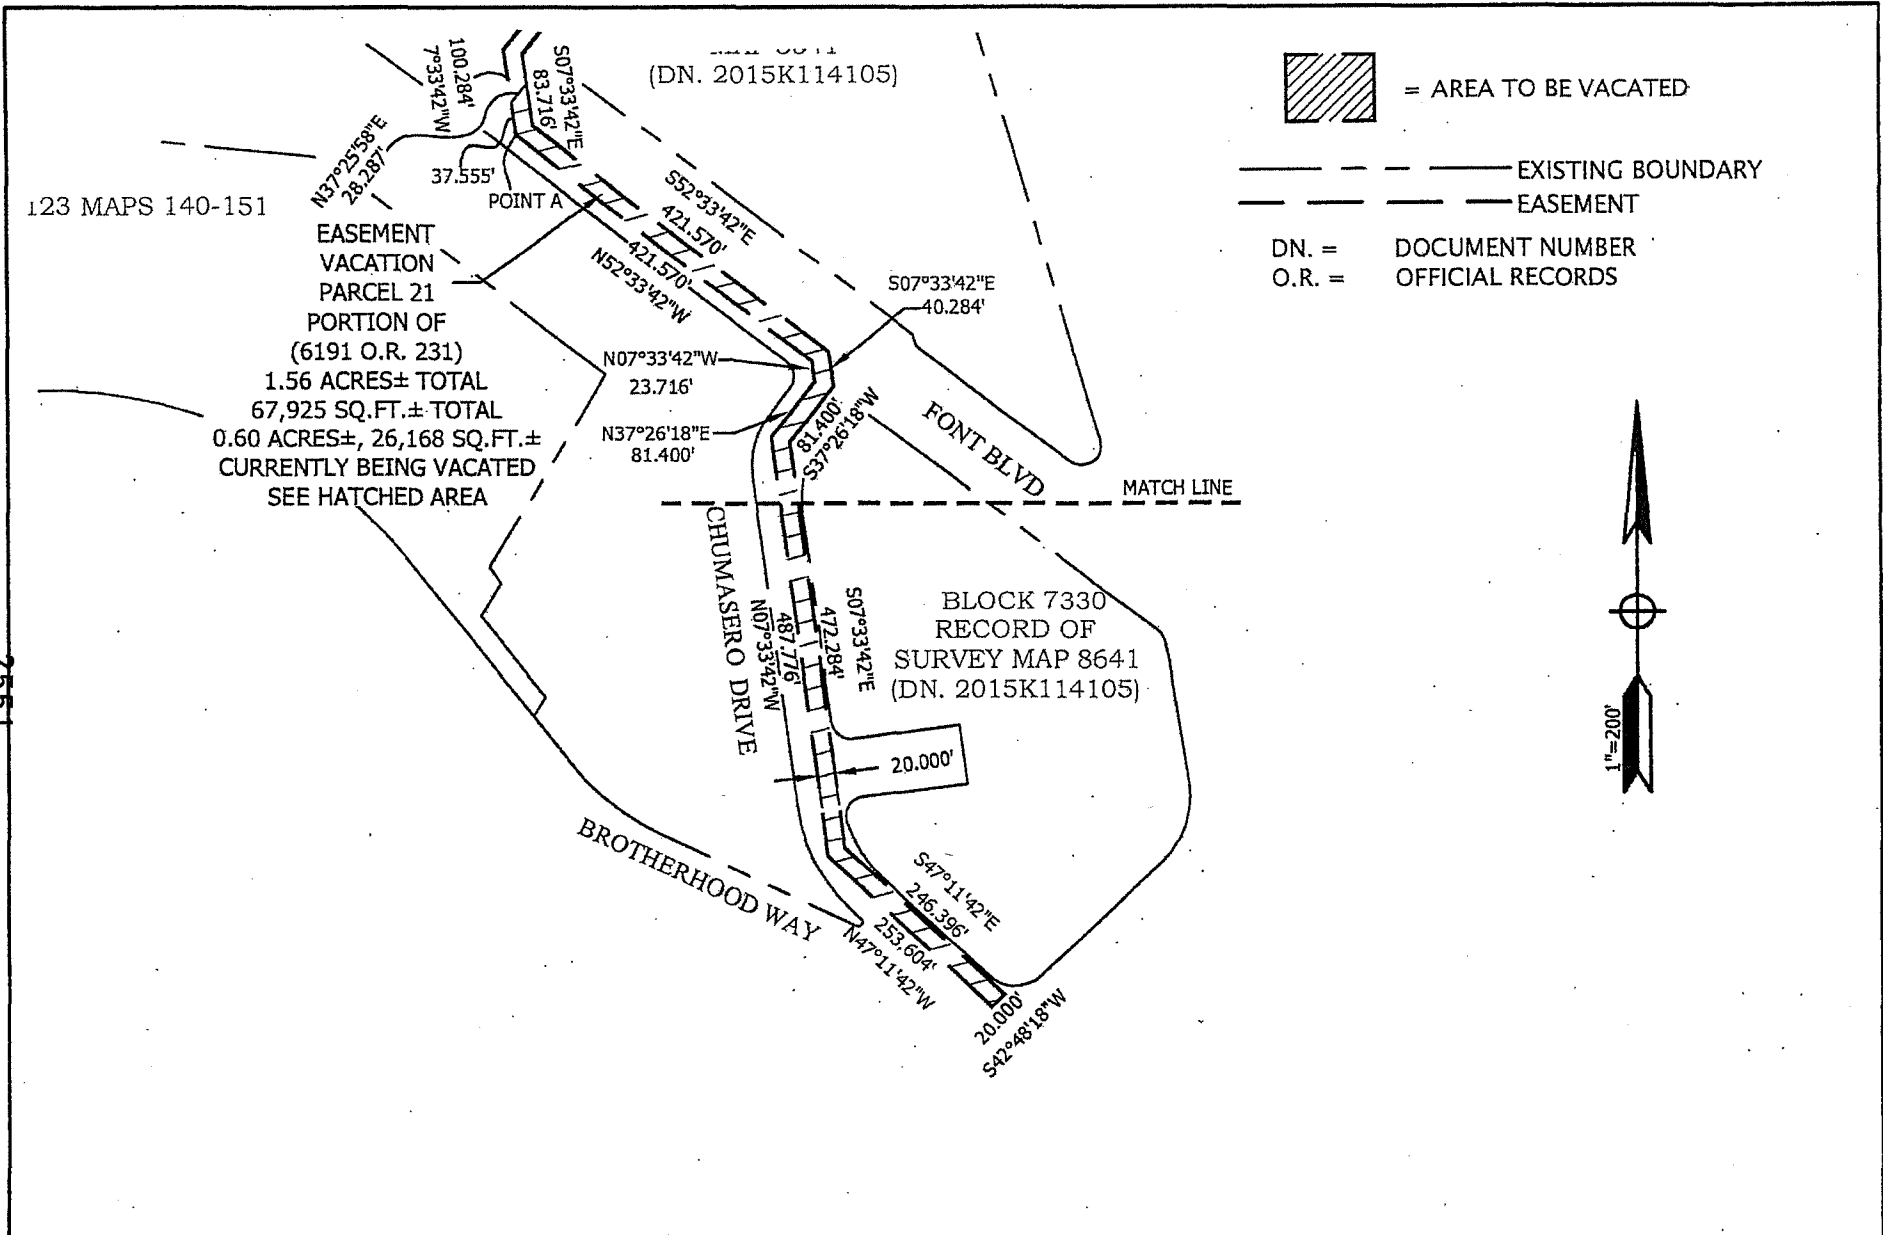 (DN. 2015K114105)
= AREA TO BE VACATED
EXISTING BOUNDARY
EASEMENT
DN. = DOCUMENT NUMBER
O.R. = OFFICIAL RECORDS
100.284'
7°33'42"W
S07°33'42"E
83.716'
N37°25'58"E
28.287'
37.555'
POINT A
123 MAPS 140-151
S52°33'42"E
421.570'
421.570'
N52°33'42"W
EASEMENT
VACATION
PARCEL 21
PORTION OF
(6191 O.R. 231)
1.56 ACRES± TOTAL
67,925 SQ.FT.± TOTAL
0.60 ACRES±, 26,168 SQ.FT.±
CURRENTLY BEING VACATED
SEE HATCHED AREA
S07°33'42"E
40.284'
N07°33'42"W
23.716'
N37°26'18"E
81.400'
81.400'
S37°26'18"W
FONT BLVD
MATCH LINE
CHUMASERO DRIVE
N07°33'42"W
487.776'
472.284'
S07°33'42"E
BLOCK 7330
RECORD OF
SURVEY MAP 8641
(DN. 2015K114105)
20.000'
BROTHERHOOD WAY
S47°11'42"E
246.396'
253.604'
N47°11'42"W
20.000'
S42°48'18"W
1"=200'